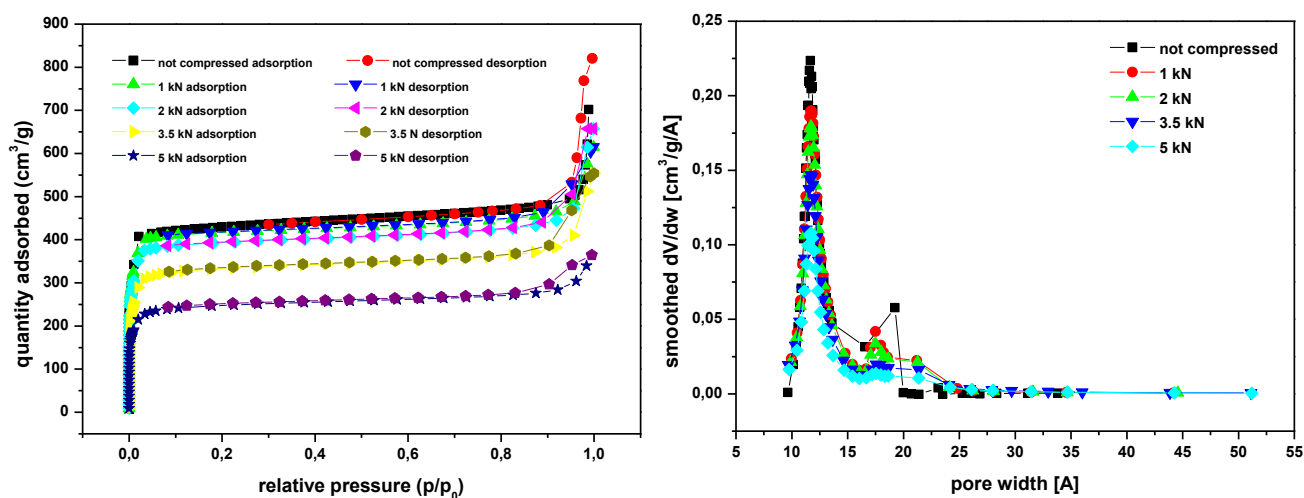 900
800
700
600
500
400
300
200
100
0
quantity adsorbed (cm³/g)
not compressed adsorption
not compressed desorption
1 kN adsorption
1 kN desorption
2 kN adsorption
2 kN desorption
3.5 kN adsorption
3.5 N desorption
5 kN adsorption
5 kN desorption
0,0
0,2
0,4
0,6
0,8
1,0
relative pressure (p/p₀)
0,25
0,20
0,15
0,10
0,05
0,00
smoothed dV/dw [cm³/g/A]
not compressed
1 kN
2 kN
3.5 kN
5 kN
5
10
15
20
25
30
35
40
45
50
55
pore width [A]